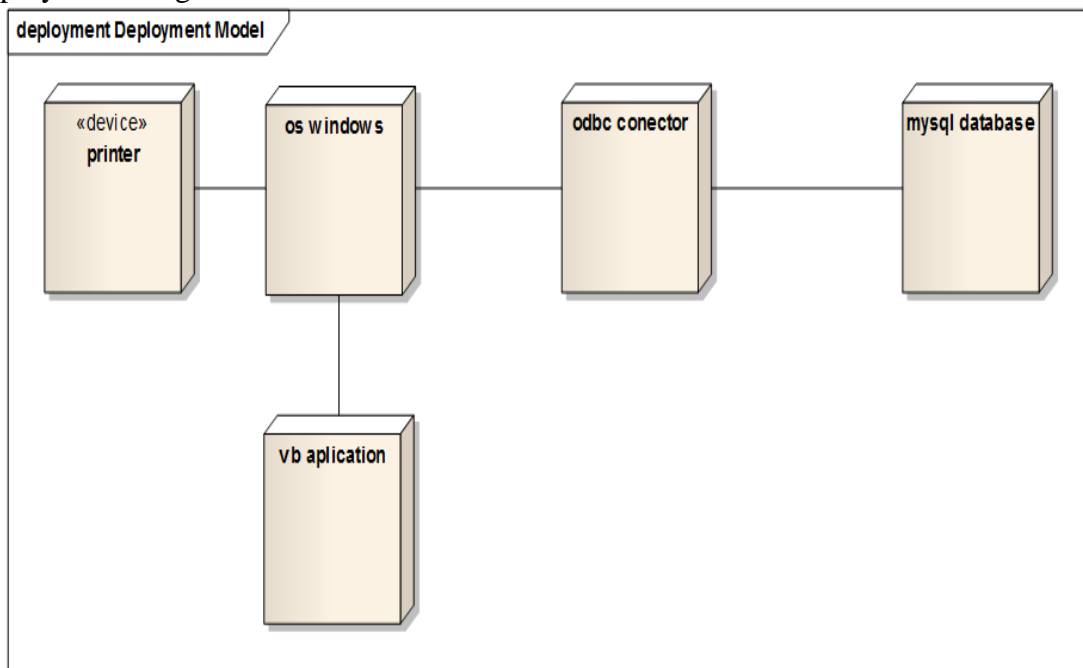 deployment Deployment Model
«device»
printer
os windows
odbc conector
mysql database
vb aplication